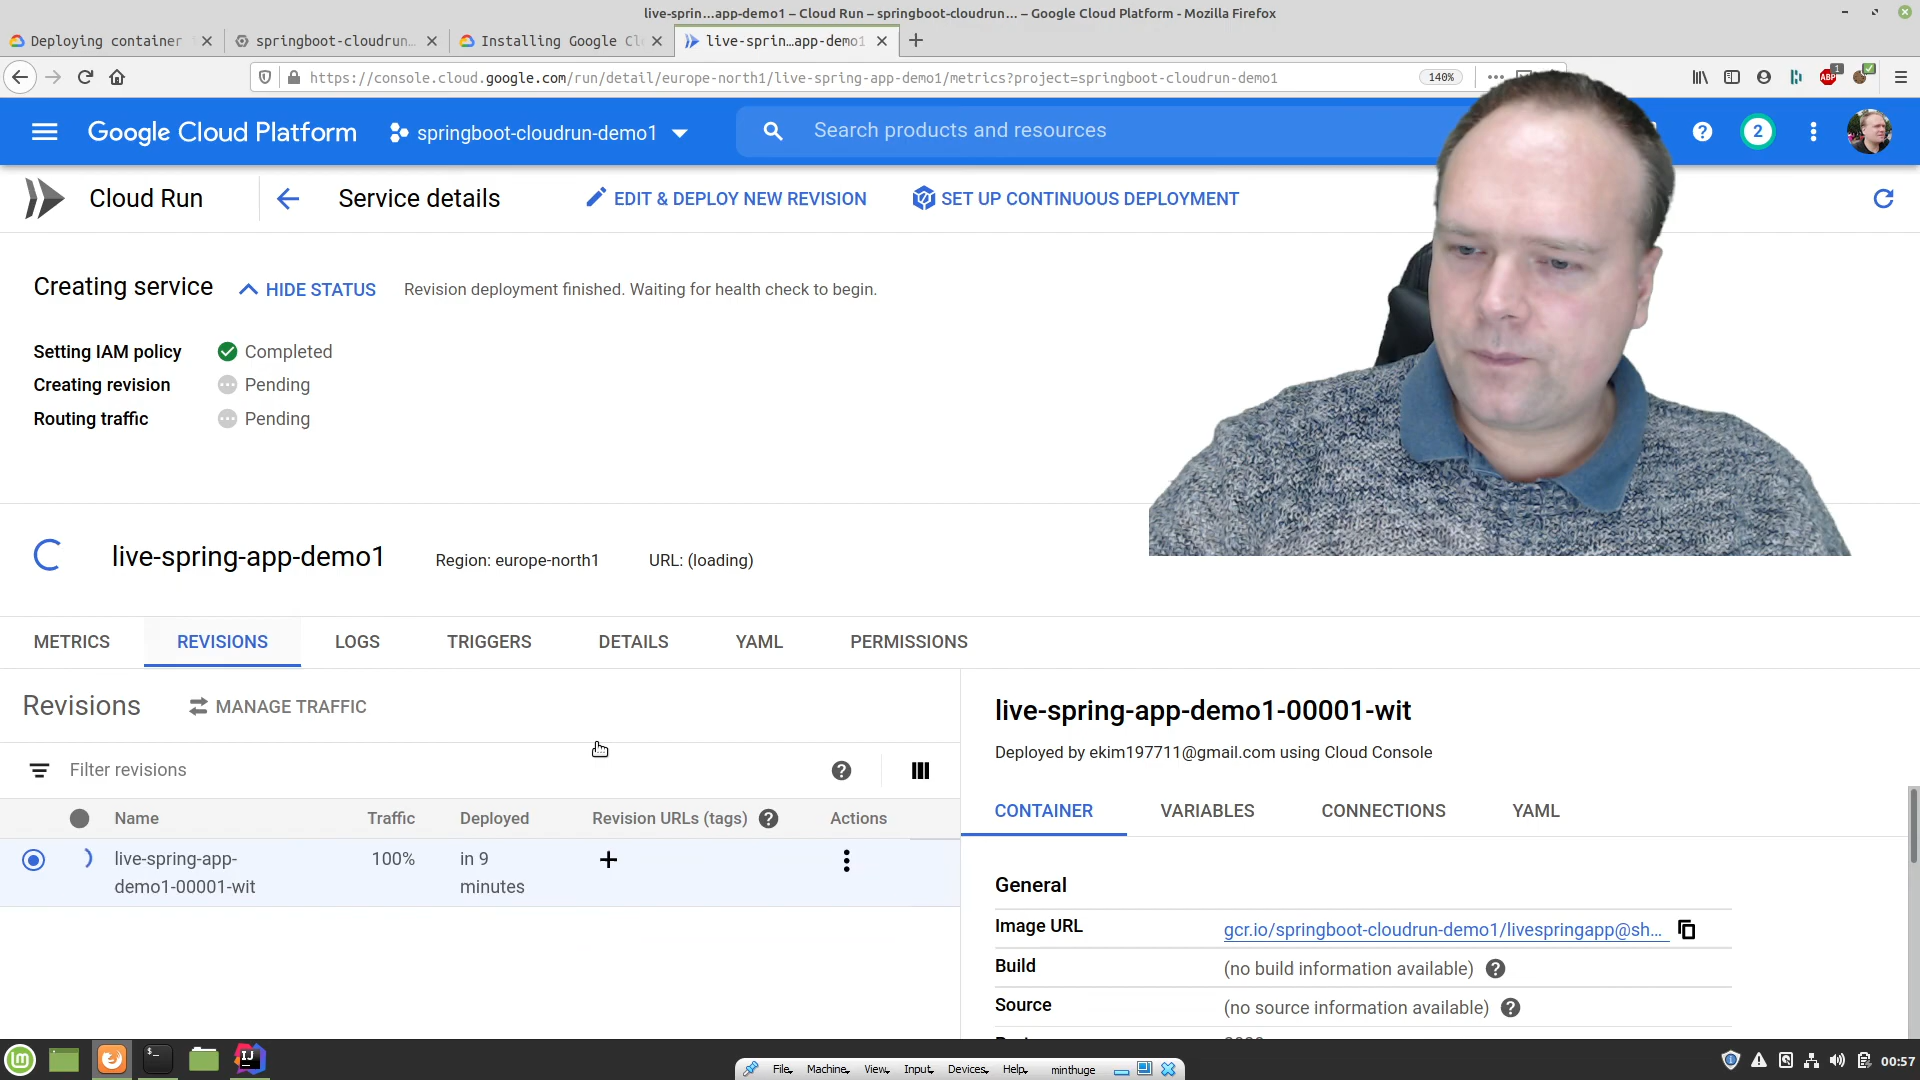 live-sprin...app-demo1 – Cloud Run – springboot-cloudrun... – Google Cloud Platform - Mozilla Firefox
Deploying container
springboot-cloudrun...
Installing Google Cl
live-sprin...app-demo1
https://console.cloud.google.com/run/detail/europe-north1/live-spring-app-demo1/metrics?project=springboot-cloudrun-demo1
140%
ABP
1
Google Cloud Platform
springboot-cloudrun-demo1
Search products and resources
2
Cloud Run
Service details
EDIT & DEPLOY NEW REVISION
SET UP CONTINUOUS DEPLOYMENT
Creating service
HIDE STATUS
Revision deployment finished. Waiting for health check to begin.
Setting IAM policy Completed
Creating revision Pending
Routing traffic Pending
live-spring-app-demo1
Region: europe-north1
URL: (loading)
METRICS REVISIONS LOGS TRIGGERS DETAILS YAML PERMISSIONS
Revisions
MANAGE TRAFFIC
Filter revisions
Name Traffic Deployed Revision URLs (tags) Actions
live-spring-app- 100% in 9
demo1-00001-wit minutes
live-spring-app-demo1-00001-wit
Deployed by ekim197711@gmail.com using Cloud Console
CONTAINER VARIABLES CONNECTIONS YAML
General
Image URL gcr.io/springboot-cloudrun-demo1/livespringapp@sh...
Build (no build information available)
Source (no source information available)
IJ
File Machine View Input Devices Help minthuge
00:57